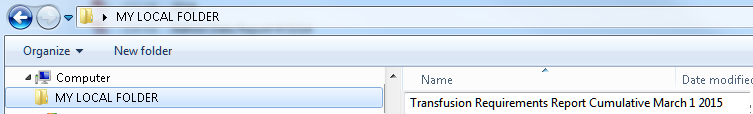 MY LOCAL FOLDER
Organize New folder
Computer
MY LOCAL FOLDER
Name Date modified
Transfusion Requirements Report Cumulative March 1 2015